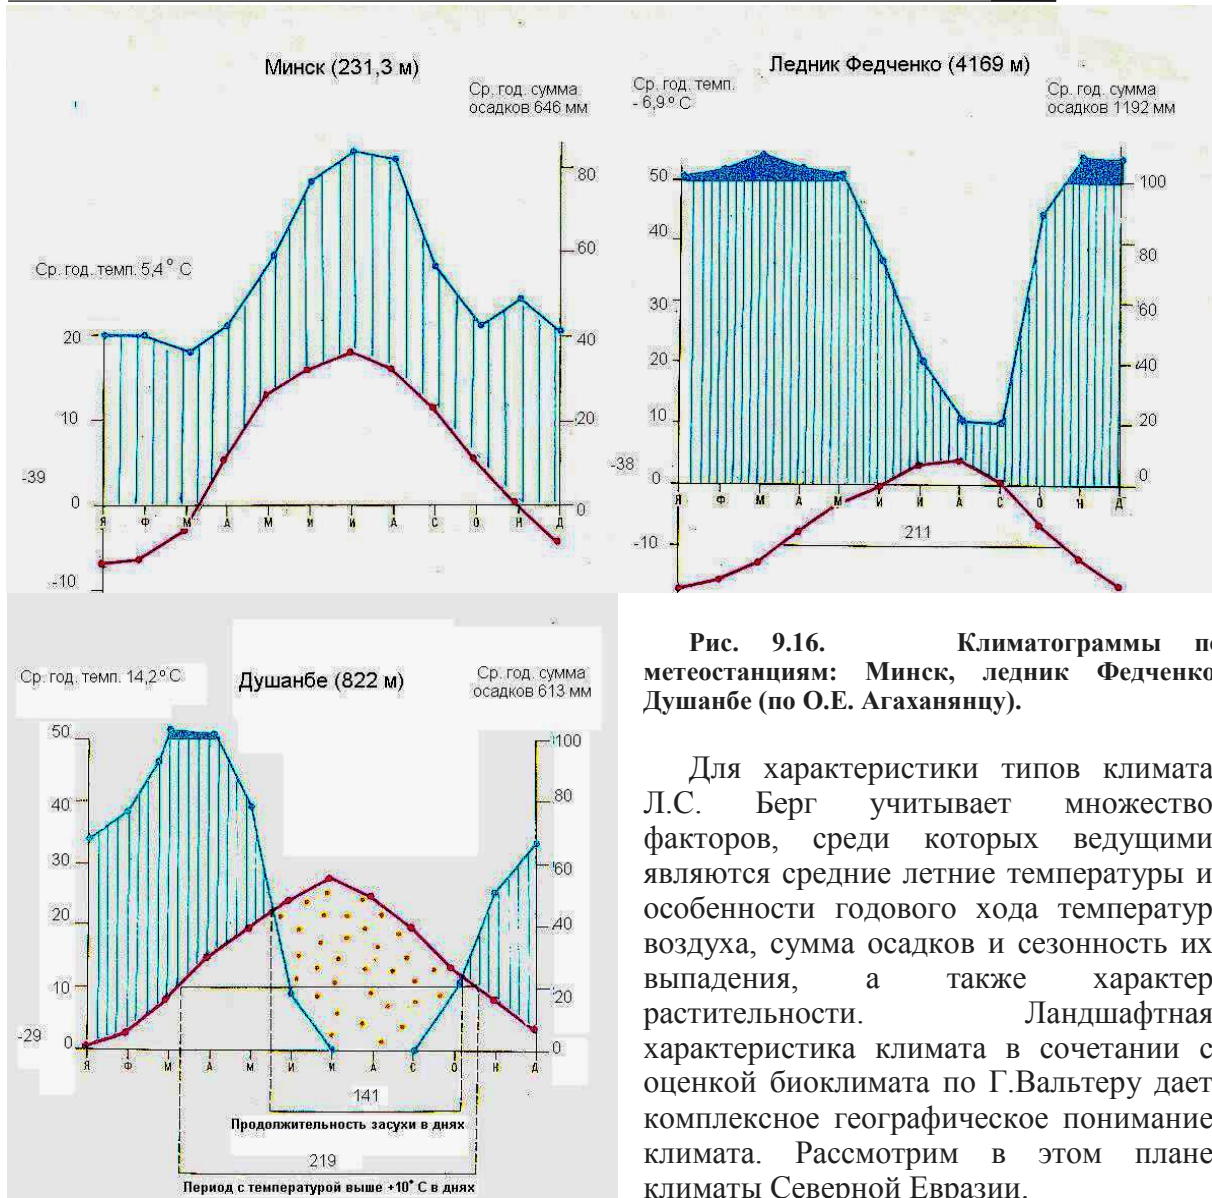 Минск (231,3 м)
Ср. год. сумма
осадков 646 мм
Ср. год. темп. 5,4° С
80
60
20
40
10
20
-39
0
0
Я Ф М А М И И А С О Н Д
-10
Ледник Федченко (4169 м)
Ср. год. темп.
- 6,9° С
Ср. год. сумма
осадков 1192 мм
50
100
40
80
30
60
20
40
10
20
-38
0
0
Я Ф М А М И И А С О Н Д
211
-10
Ср. год. темп. 14,2° С
Душанбе (822 м)
Ср. год. сумма
осадков 613 мм
50
100
40
80
30
60
20
40
10
20
-29
0
0
Я Ф М А М И И А С О Н Д
141
Продолжительность засухи в днях
219
Период с температурой выше +10° С в днях
Рис. 9.16. Климатограммы по
метеостанциям: Минск, ледник Федченко
Душанбе (по О.Е. Агаханянцу).
Для характеристики типов климата
Л.С. Берг учитывает множество
факторов, среди которых ведущими
являются средние летние температуры и
особенности годового хода температур
воздуха, сумма осадков и сезонность их
выпадения, а также характер
растительности. Ландшафтная
характеристика климата в сочетании с
оценкой биоклимата по Г.Вальтеру дает
комплексное географическое понимание
климата. Рассмотрим в этом плане
климаты Северной Евразии.